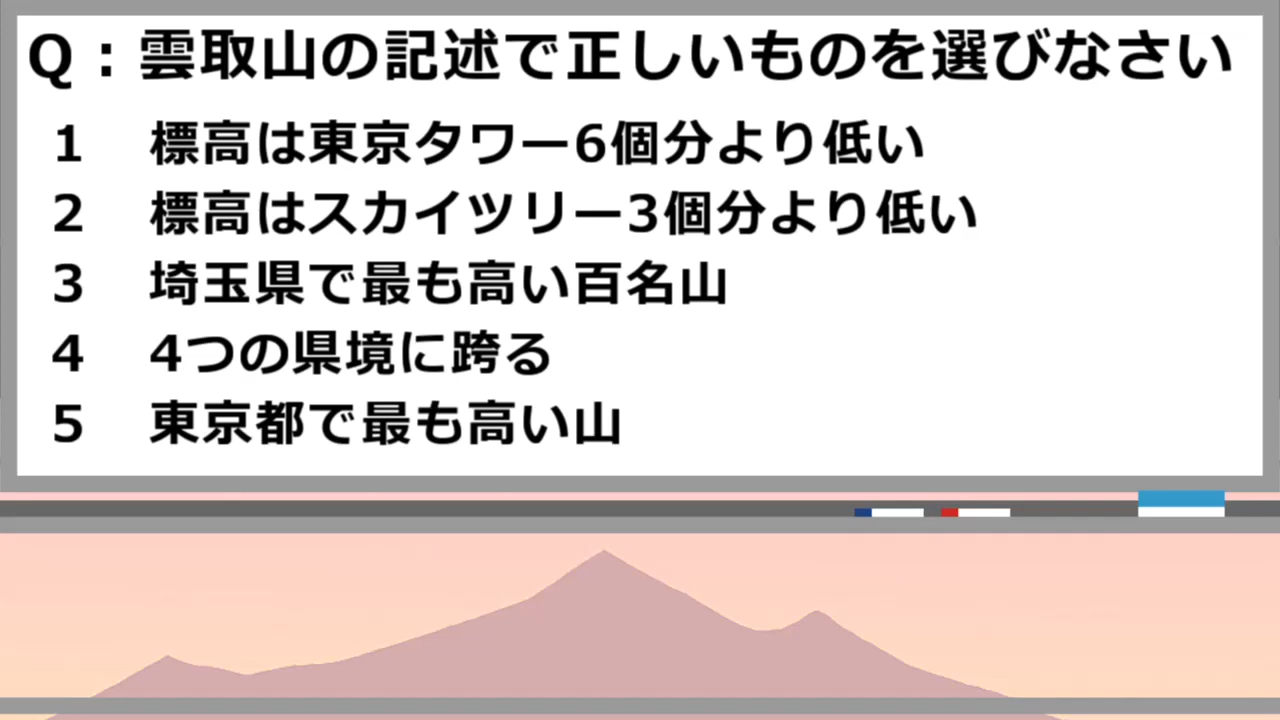 Q：雲取山の記述で正しいものを選びなさい
1　標高は東京タワー6個分より低い
2　標高はスカイツリー3個分より低い
3　埼玉県で最も高い百名山
4　4つの県境に跨る
5　東京都で最も高い山